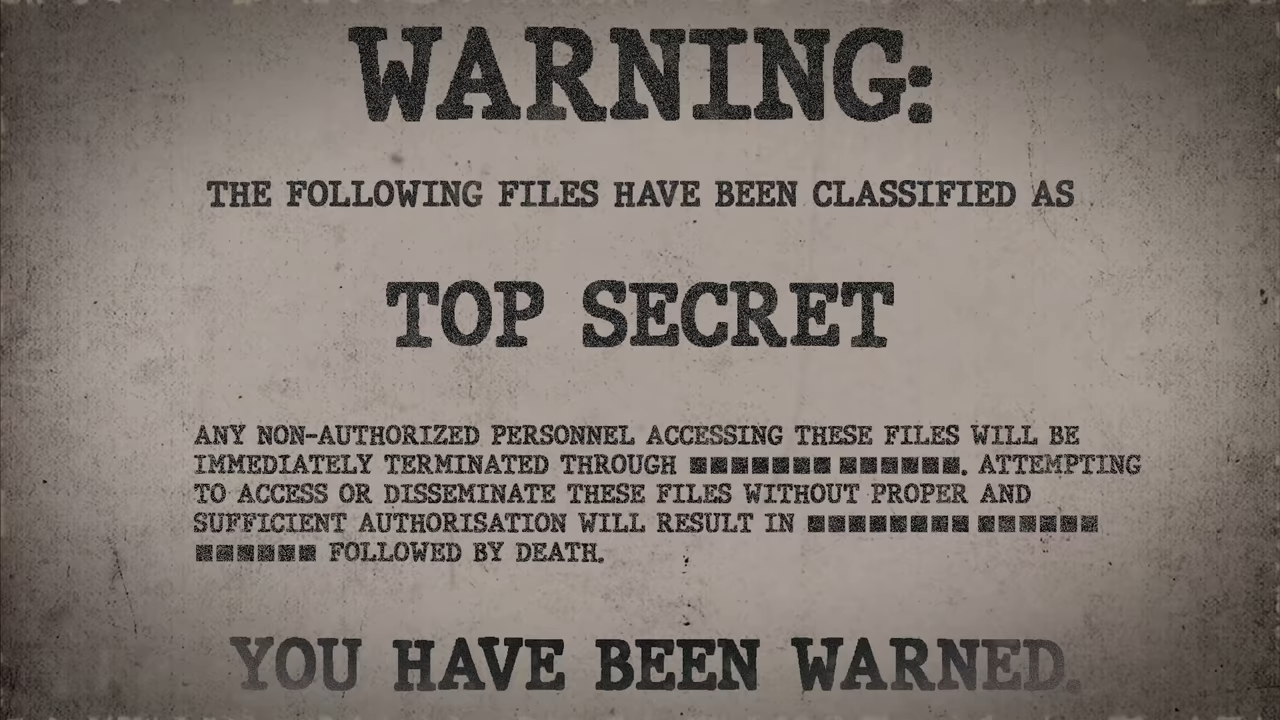 WARNING:
THE FOLLOWING FILES HAVE BEEN CLASSIFIED AS
TOP SECRET
ANY NON-AUTHORIZED PERSONNEL ACCESSING THESE FILES WILL BE
IMMEDIATELY TERMINATED THROUGH ■■■■■■■ ■■■■■■. ATTEMPTING
TO ACCESS OR DISSEMINATE THESE FILES WITHOUT PROPER AND
SUFFICIENT AUTHORISATION WILL RESULT IN ■■■■■■■■ ■■■■■■
■■■■■■ FOLLOWED BY DEATH.
YOU HAVE BEEN WARNED.